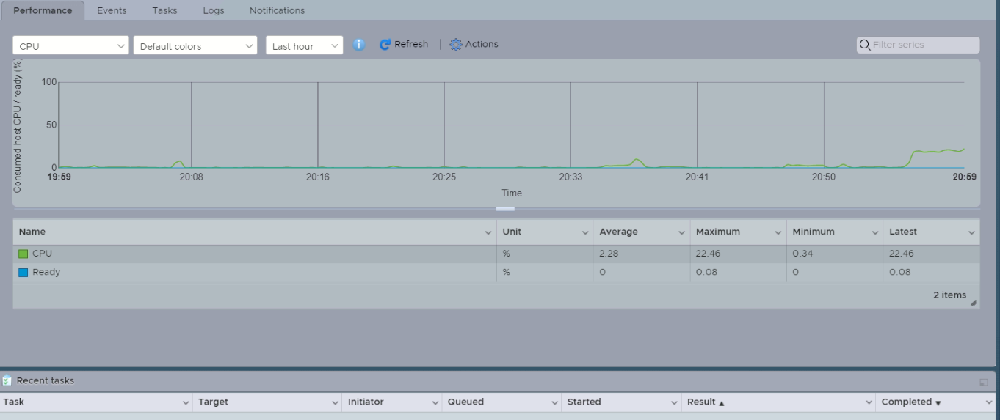 Performance Events Tasks Logs Notifications
CPU Default colors Last hour Refresh Actions Filter series
Consumed host CPU / ready (%)
100
50
0
19:59 20:08 20:16 20:25 20:33 20:41 20:50 20:59
Time
Name Unit Average Maximum Minimum Latest
CPU % 2.28 22.46 0.34 22.46
Ready % 0 0.08 0 0.08
2 items
Recent tasks
Task Target Initiator Queued Started Result Completed